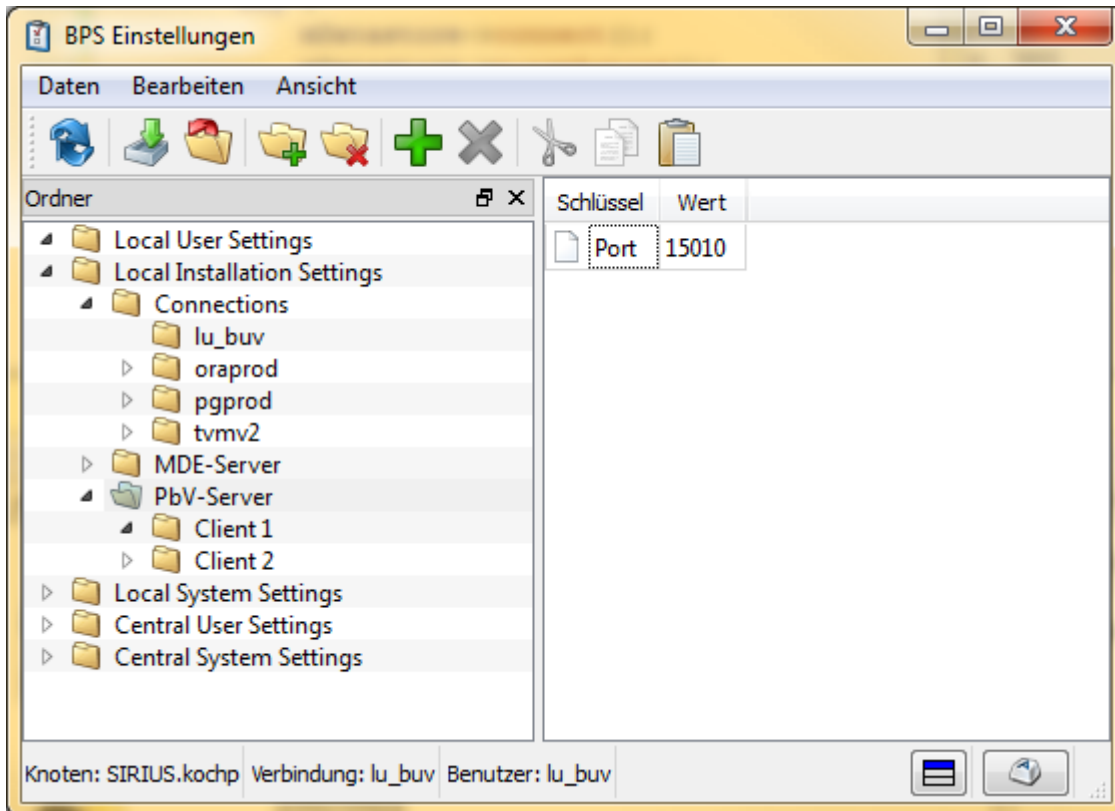 BPS Einstellungen
Daten Bearbeiten Ansicht
Ordner
Local User Settings
Local Installation Settings
Connections
lu_buv
oraprod
pgprod
tvmv2
MDE-Server
PbV-Server
Client 1
Client 2
Local System Settings
Central User Settings
Central System Settings
Schlüssel Wert
Port 15010
Knoten: SIRIUS.kochp Verbindung: lu_buv Benutzer: lu_buv